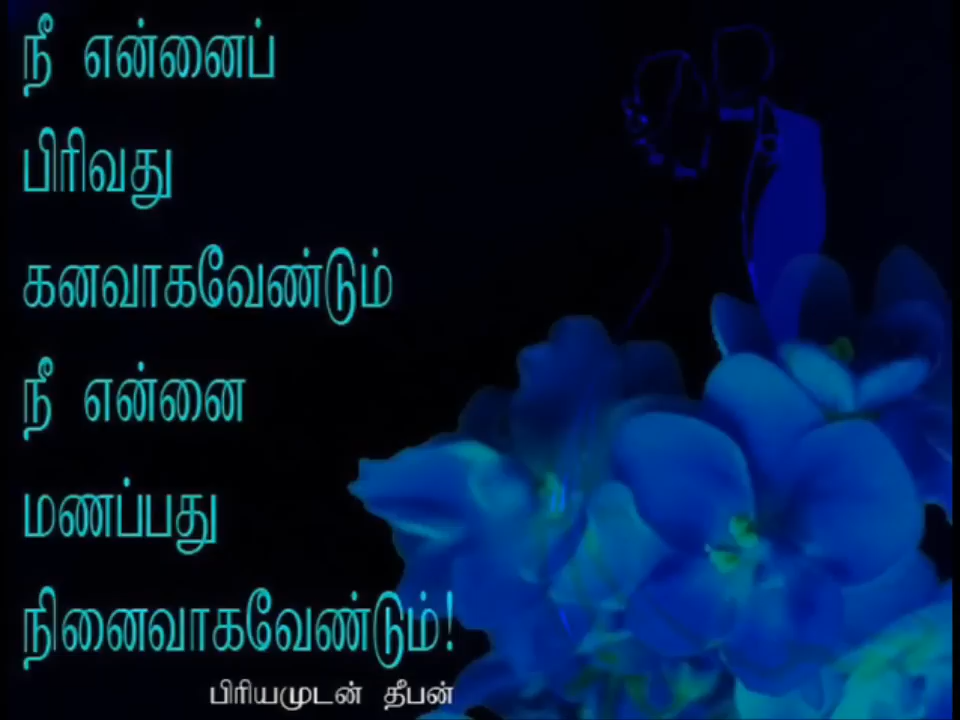 நீ என்னைப்
பிரிவது
கனவாகவேண்டும்
நீ என்னை
மணப்பது
நினைவாகவேண்டும்!
பிரியமுடன் தீபன்